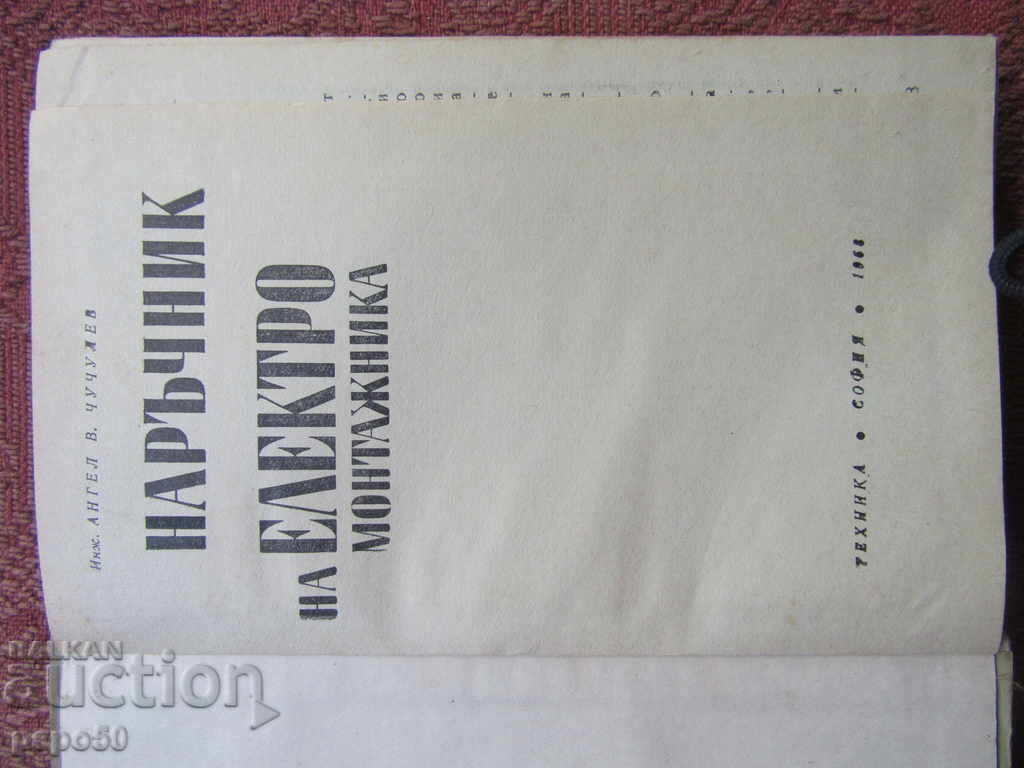 Инж. АНГЕЛ В. ЧУЧУЛЕВ
НАРЪЧНИК
НА ЕЛЕКТРО
МОНТАЖНИКА
ТЕХНИКА • СОФИЯ • 1968
BALKAN
auction
pepo50